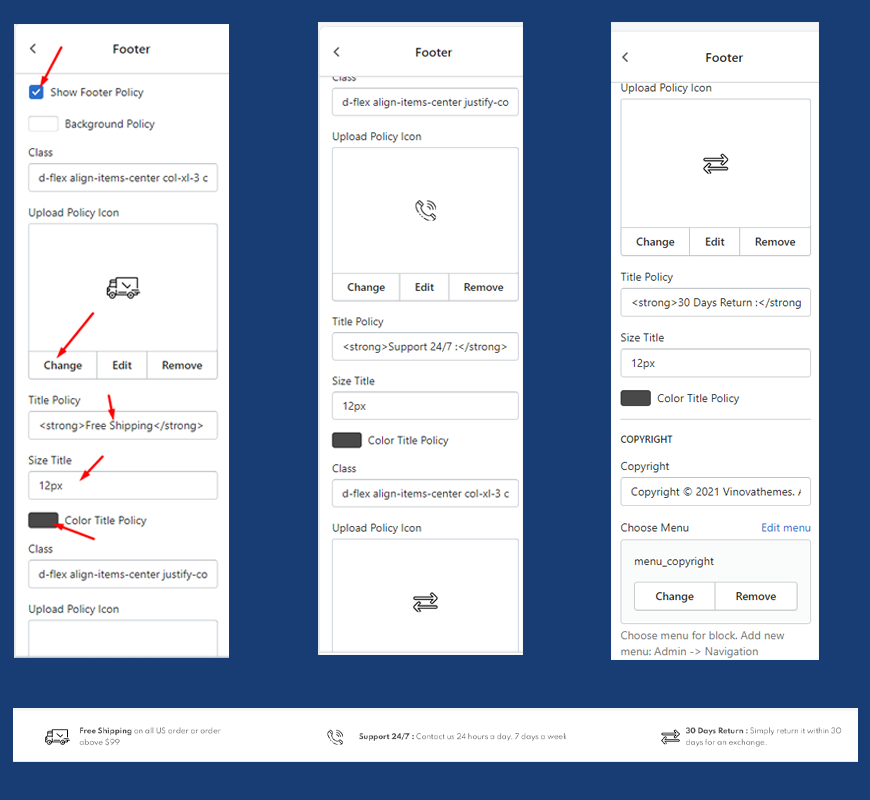 Footer
Show Footer Policy
Background Policy
Class
d-flex align-items-center col-xl-3 c
Upload Policy Icon
Change Edit Remove
Title Policy
<strong>Free Shipping</strong>
Size Title
12px
Color Title Policy
Class
d-flex align-items-center justify-co
Upload Policy Icon
Footer
Class
d-flex align-items-center justify-co
Upload Policy Icon
Change Edit Remove
Title Policy
<strong>Support 24/7 :</strong>
Size Title
12px
Color Title Policy
Class
d-flex align-items-center col-xl-3 c
Upload Policy Icon
Footer
Upload Policy Icon
Change Edit Remove
Title Policy
<strong>30 Days Return :</strong
Size Title
12px
Color Title Policy
COPYRIGHT
Copyright
Copyright © 2021 Vinovathemes. A
Choose Menu Edit menu
menu_copyright
Change Remove
Choose menu for block. Add new
menu: Admin -> Navigation
Free Shipping on all US order or order
above $99
Support 24/7 : Contact us 24 hours a day, 7 days a week
30 Days Return : Simply return it within 30
days for an exchange.